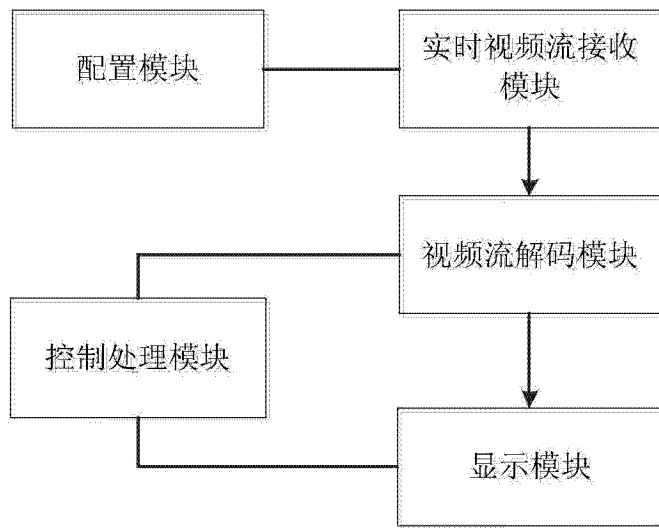 配置模块
实时视频流接收
模块
视频流解码模块
控制处理模块
显示模块